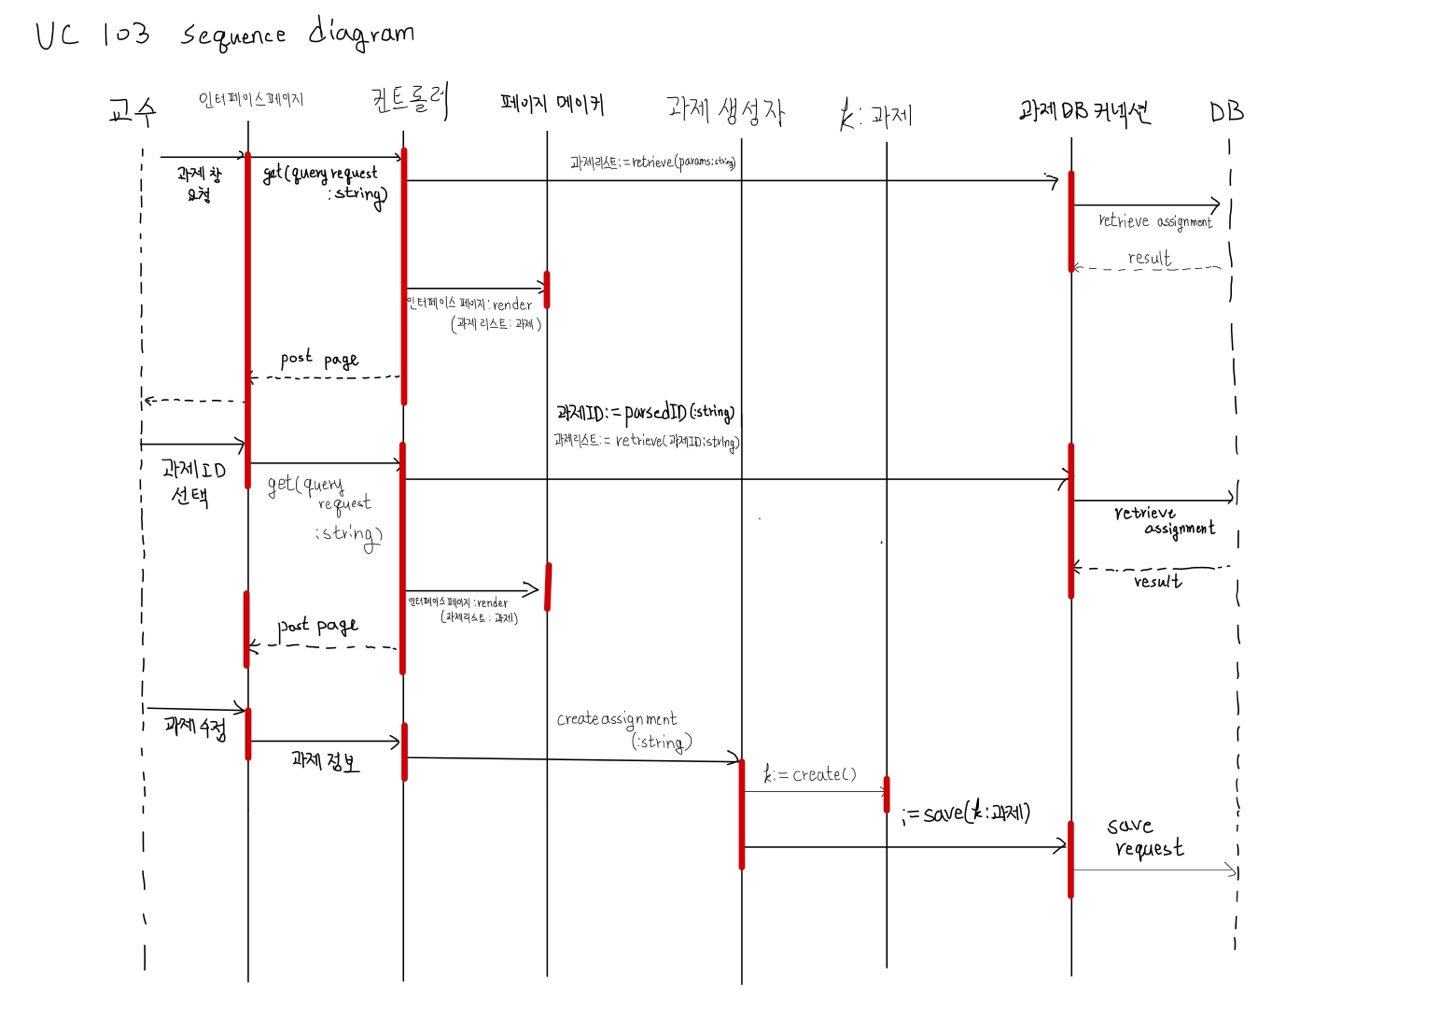 UC 103 sequence diagram
교수
인터페이스페이지
컨트롤러
페이지 메이커
과제 생성자
k:과제
과제DB커넥션
DB
과제 창
요청
get(query request
:string)
과제리스트:=retrieve(params:string)
retrieve assignment
result
인터페이스 페이지:render
(과제 리스트:과제)
post page
과제ID:=parsedID(:string)
과제리스트:= retrieve(과제ID:string)
과제ID
선택
get(query
request
:string)
retrieve
assignment
result
인터페이스 페이지:render
(과제리스트:과제)
post page
과제 수정
과제 정보
create assignment
(:string)
k:=create()
:=save(k:과제)
save
request